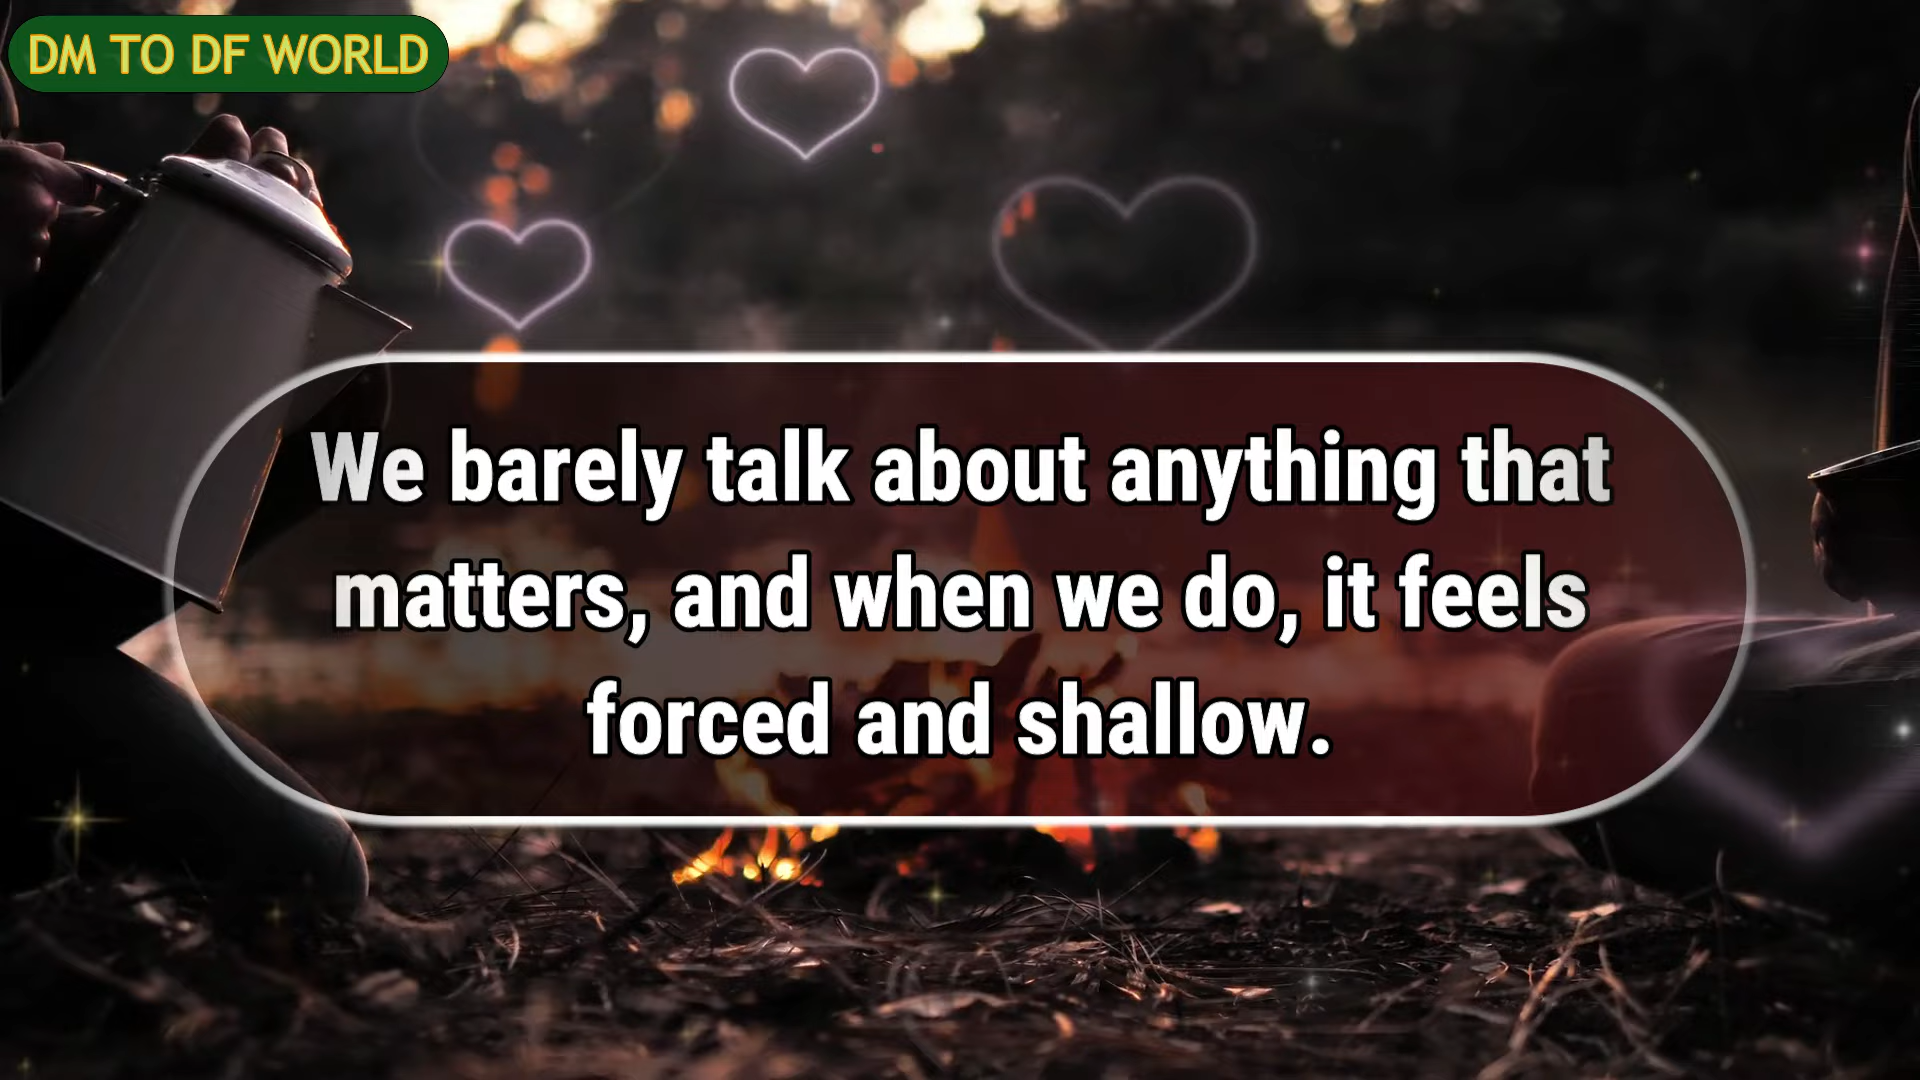 DM TO DF WORLD
We barely talk about anything that
matters, and when we do, it feels
forced and shallow.